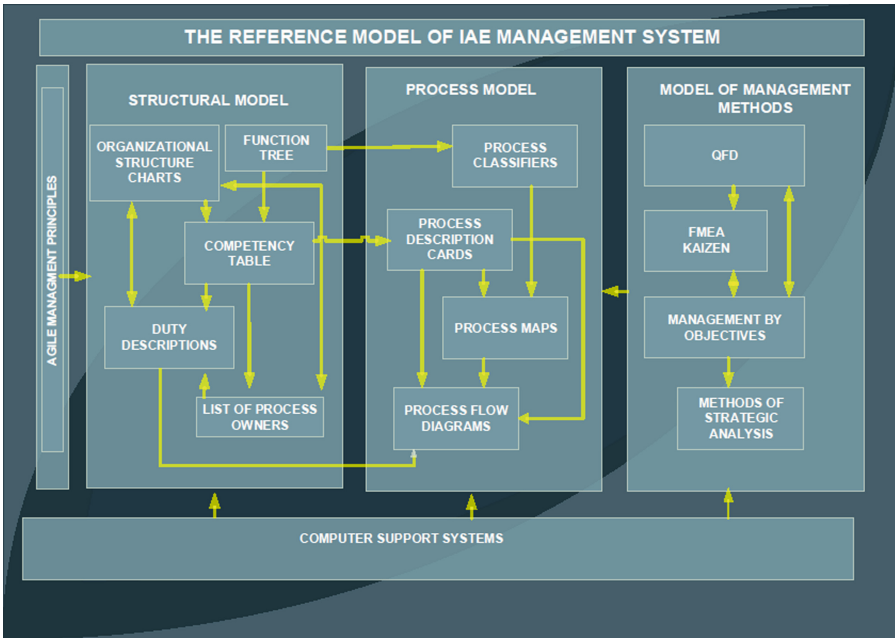 THE REFERENCE MODEL OF IAE MANAGEMENT SYSTEM
AGILE MANAGMENT PRINCIPLES
STRUCTURAL MODEL
ORGANIZATIONAL
STRUCTURE
CHARTS
FUNCTION
TREE
COMPETENCY
TABLE
DUTY
DESCRIPTIONS
LIST OF PROCESS
OWNERS
PROCESS MODEL
PROCESS
CLASSIFIERS
PROCESS
DESCRIPTION
CARDS
PROCESS MAPS
PROCESS FLOW
DIAGRAMS
MODEL OF MANAGEMENT
METHODS
QFD
FMEA
KAIZEN
MANAGEMENT BY
OBJECTIVES
METHODS OF
STRATEGIC
ANALYSIS
COMPUTER SUPPORT SYSTEMS